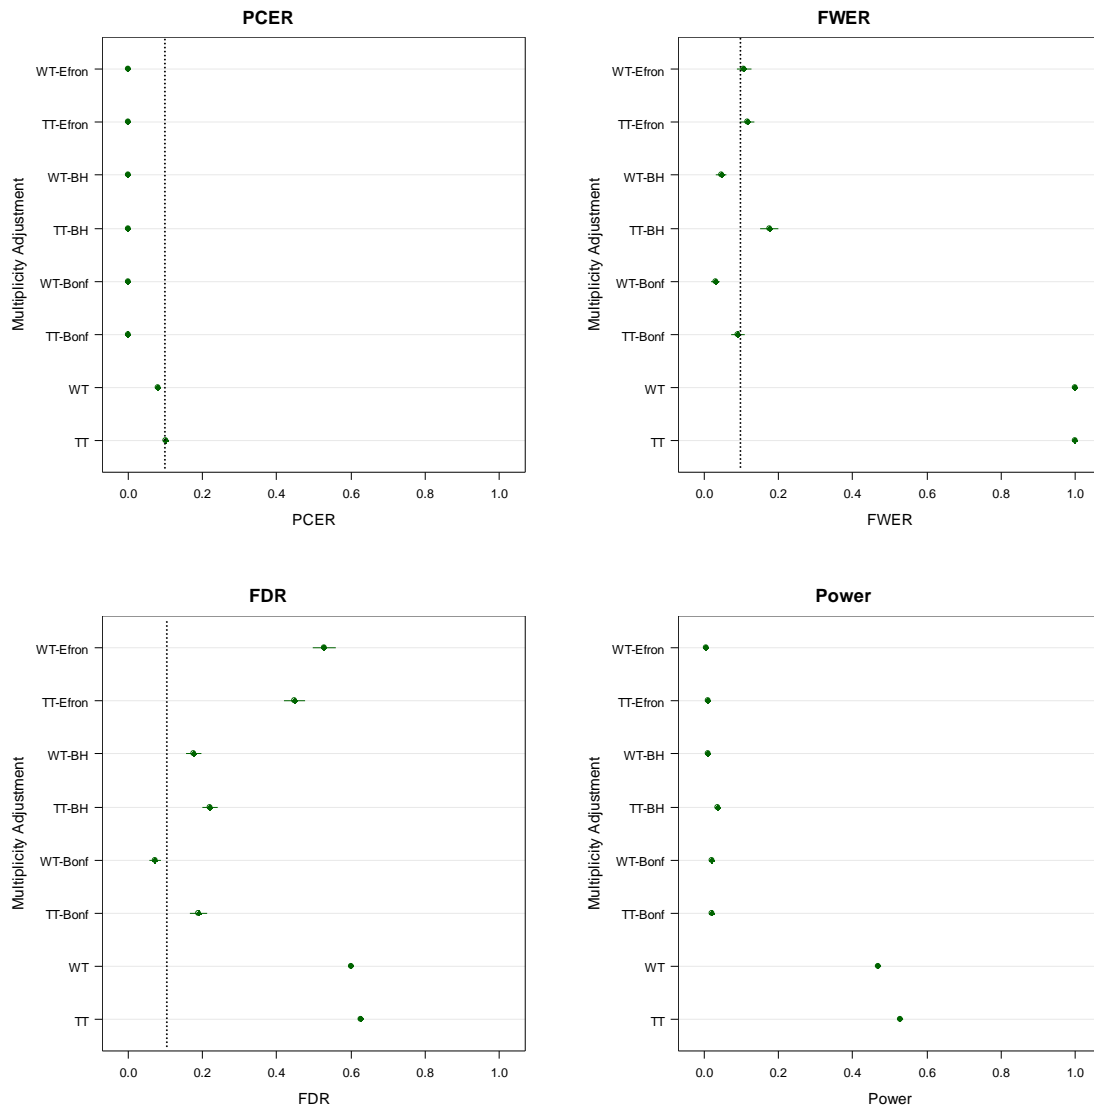 PCER
Multiplicity Adjustment
WT-Efron
TT-Efron
WT-BH
TT-BH
WT-Bonf
TT-Bonf
WT
TT
0.0 0.2 0.4 0.6 0.8 1.0
PCER
FWER
Multiplicity Adjustment
WT-Efron
TT-Efron
WT-BH
TT-BH
WT-Bonf
TT-Bonf
WT
TT
0.0 0.2 0.4 0.6 0.8 1.0
FWER
FDR
Multiplicity Adjustment
WT-Efron
TT-Efron
WT-BH
TT-BH
WT-Bonf
TT-Bonf
WT
TT
0.0 0.2 0.4 0.6 0.8 1.0
FDR
Power
Multiplicity Adjustment
WT-Efron
TT-Efron
WT-BH
TT-BH
WT-Bonf
TT-Bonf
WT
TT
0.0 0.2 0.4 0.6 0.8 1.0
Power